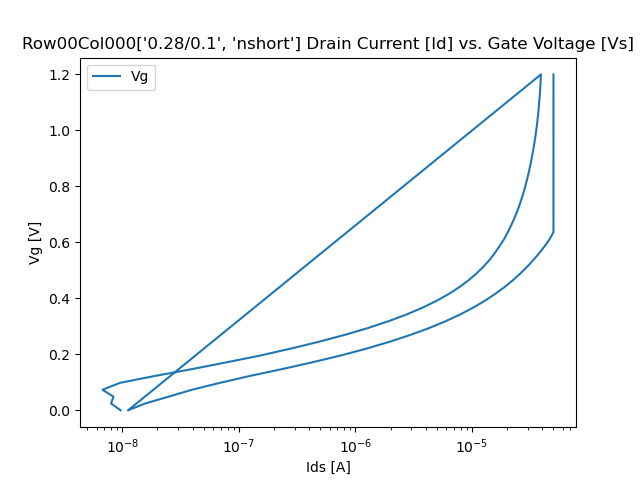 Row00Col000['0.28/0.1', 'nshort'] Drain Current [Id] vs. Gate Voltage [Vs]
Vg
1.2
1.0
0.8
0.6
0.4
0.2
0.0
Vg [V]
10⁻⁸ 10⁻⁷ 10⁻⁶ 10⁻⁵
Ids [A]